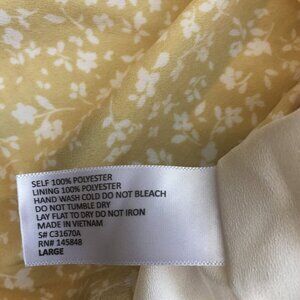 SELF 100% POLYESTER
LINING 100% POLYESTER
HAND WASH COLD DO NOT BLEACH
DO NOT TUMBLE DRY
LAY FLAT TO DRY DO NOT IRON
MADE IN VIETNAM
S# C31670A
RN# 145848
LARGE